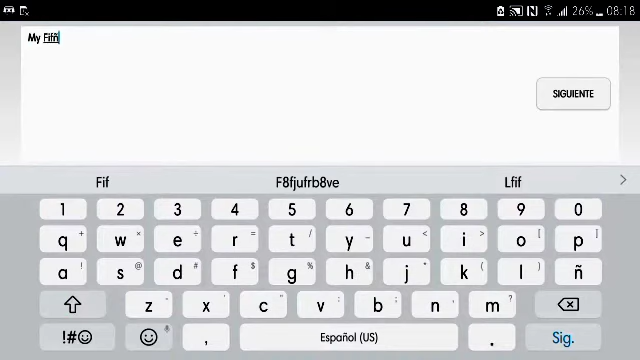 26% 08:18
My Fifñ
SIGUIENTE
Fif F8fjufrb8ve Lfif
1 2 3 4 5 6 7 8 9 0
q + w × e ÷ r = t / y _ u < i > o [ p ]
a ! s @ d # f $ g % h & j * k ( l ) ñ
z - x ' c " v : b ; n , m ?
!#☺ ☺ , Español (US) . Sig.